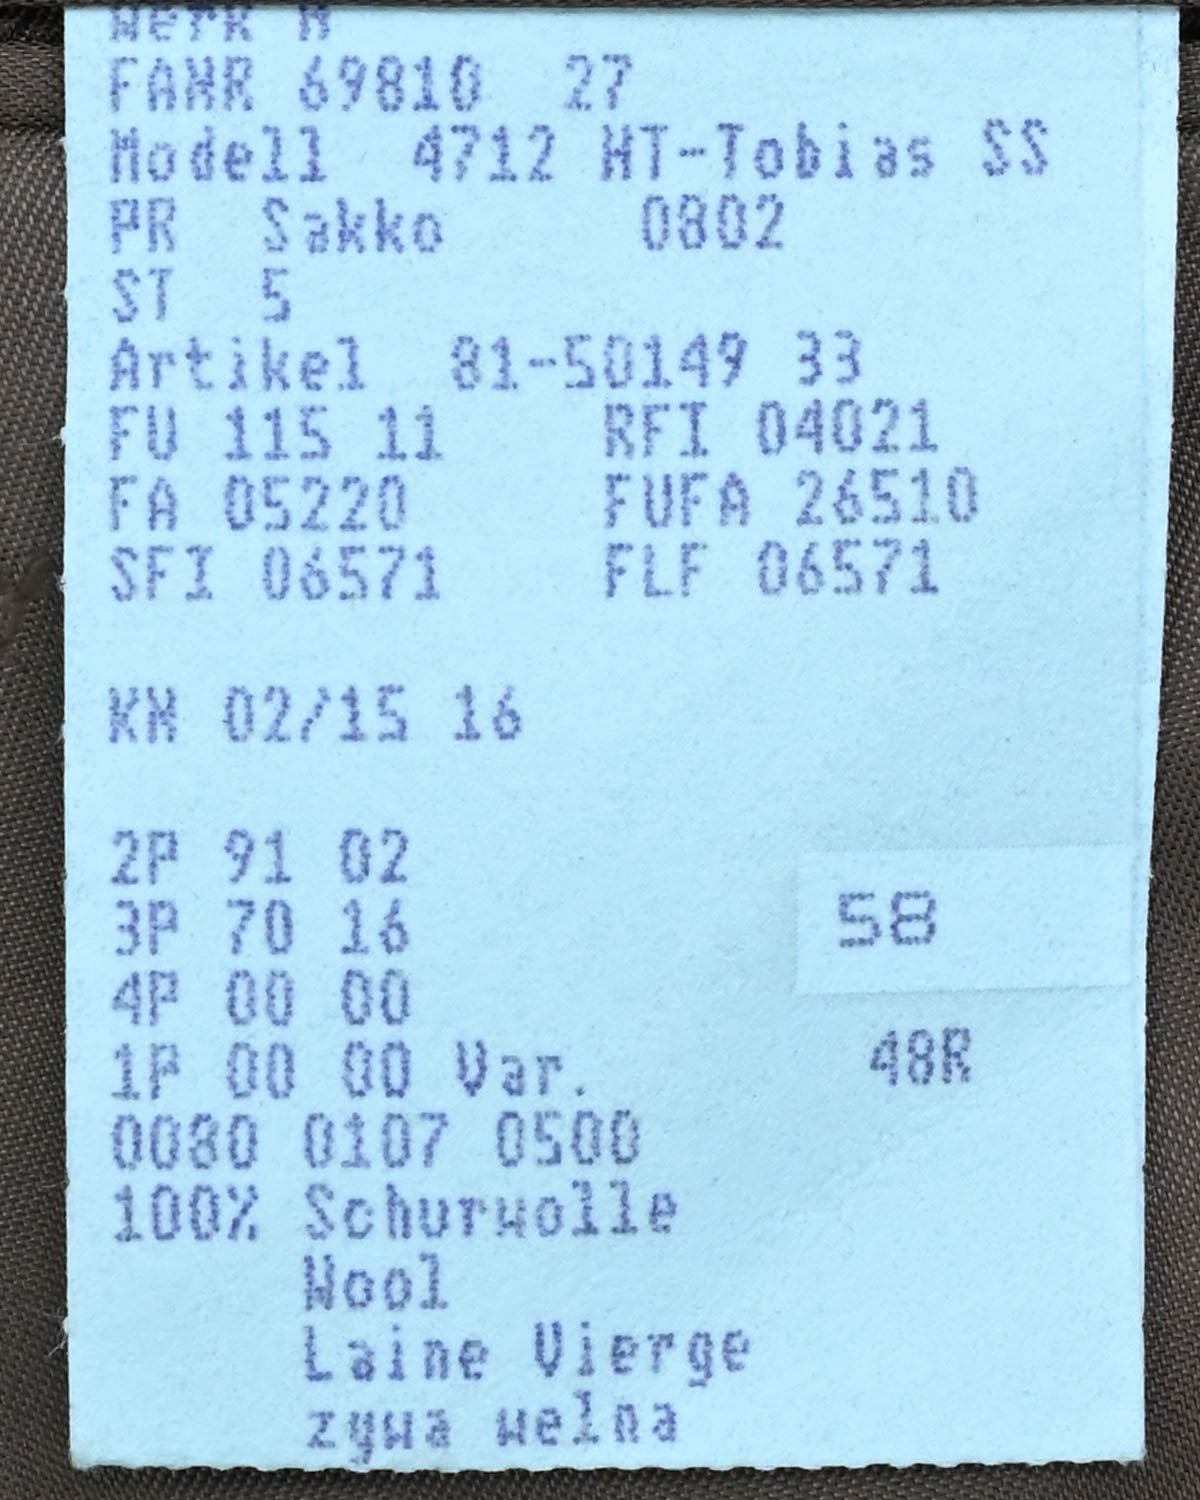 Werk M
FANR 69810 27
Modell 4712 HT-Tobias SS
PR Sakko 0802
ST 5
Artikel 81-50149 33
FU 115 11 RFI 04021
FA 05220 FUFA 26510
SFI 06571 FLF 06571
KW 02/15 16
2P 91 02
3P 70 16
58
4P 00 00
1P 00 00 Var. 48R
0080 0107 0500
100% Schurwolle
Wool
Laine Vierge
zywa welna